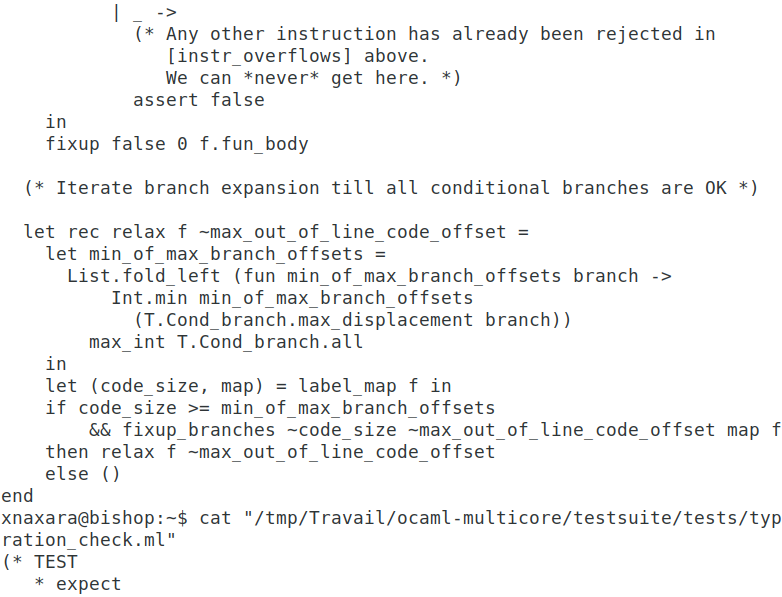 | _ ->
            (* Any other instruction has already been rejected in
               [instr_overflows] above.
               We can *never* get here. *)
            assert false
    in
    fixup false 0 f.fun_body

  (* Iterate branch expansion till all conditional branches are OK *)

  let rec relax f ~max_out_of_line_code_offset =
    let min_of_max_branch_offsets =
      List.fold_left (fun min_of_max_branch_offsets branch ->
          Int.min min_of_max_branch_offsets
            (T.Cond_branch.max_displacement branch))
        max_int T.Cond_branch.all
    in
    let (code_size, map) = label_map f in
    if code_size >= min_of_max_branch_offsets
        && fixup_branches ~code_size ~max_out_of_line_code_offset map f
    then relax f ~max_out_of_line_code_offset
    else ()
end
xnaxara@bishop:~$ cat "/tmp/Travail/ocaml-multicore/testsuite/tests/typ
ration_check.ml"
(* TEST
   * expect